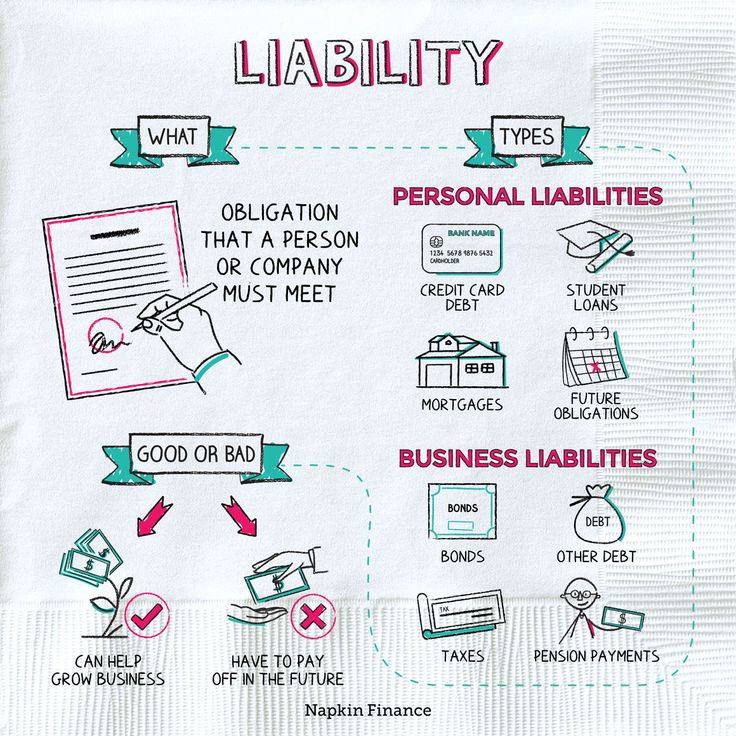 LIABILITY
WHAT
OBLIGATION
THAT A PERSON
OR COMPANY
MUST MEET
TYPES
PERSONAL LIABILITIES
BANK NAME
1234 5678 9876 5432
CARDHOLDER
CREDIT CARD
DEBT
STUDENT
LOANS
MORTGAGES
FUTURE
OBLIGATIONS
BUSINESS LIABILITIES
BONDS
BONDS
DEBT
OTHER DEBT
TAX
TAXES
$
PENSION PAYMENTS
GOOD OR BAD
$
$
CAN HELP
GROW BUSINESS
$
HAVE TO PAY
OFF IN THE FUTURE
Napkin Finance